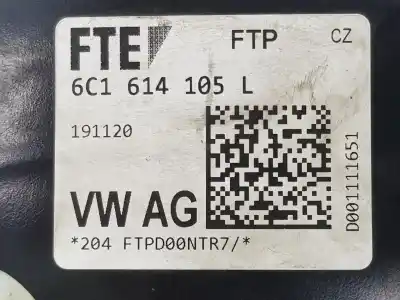 FTE FTP CZ
6C1 614 105 L
191120
VW AG
D001111651
*204 FTPD00NTR7/*